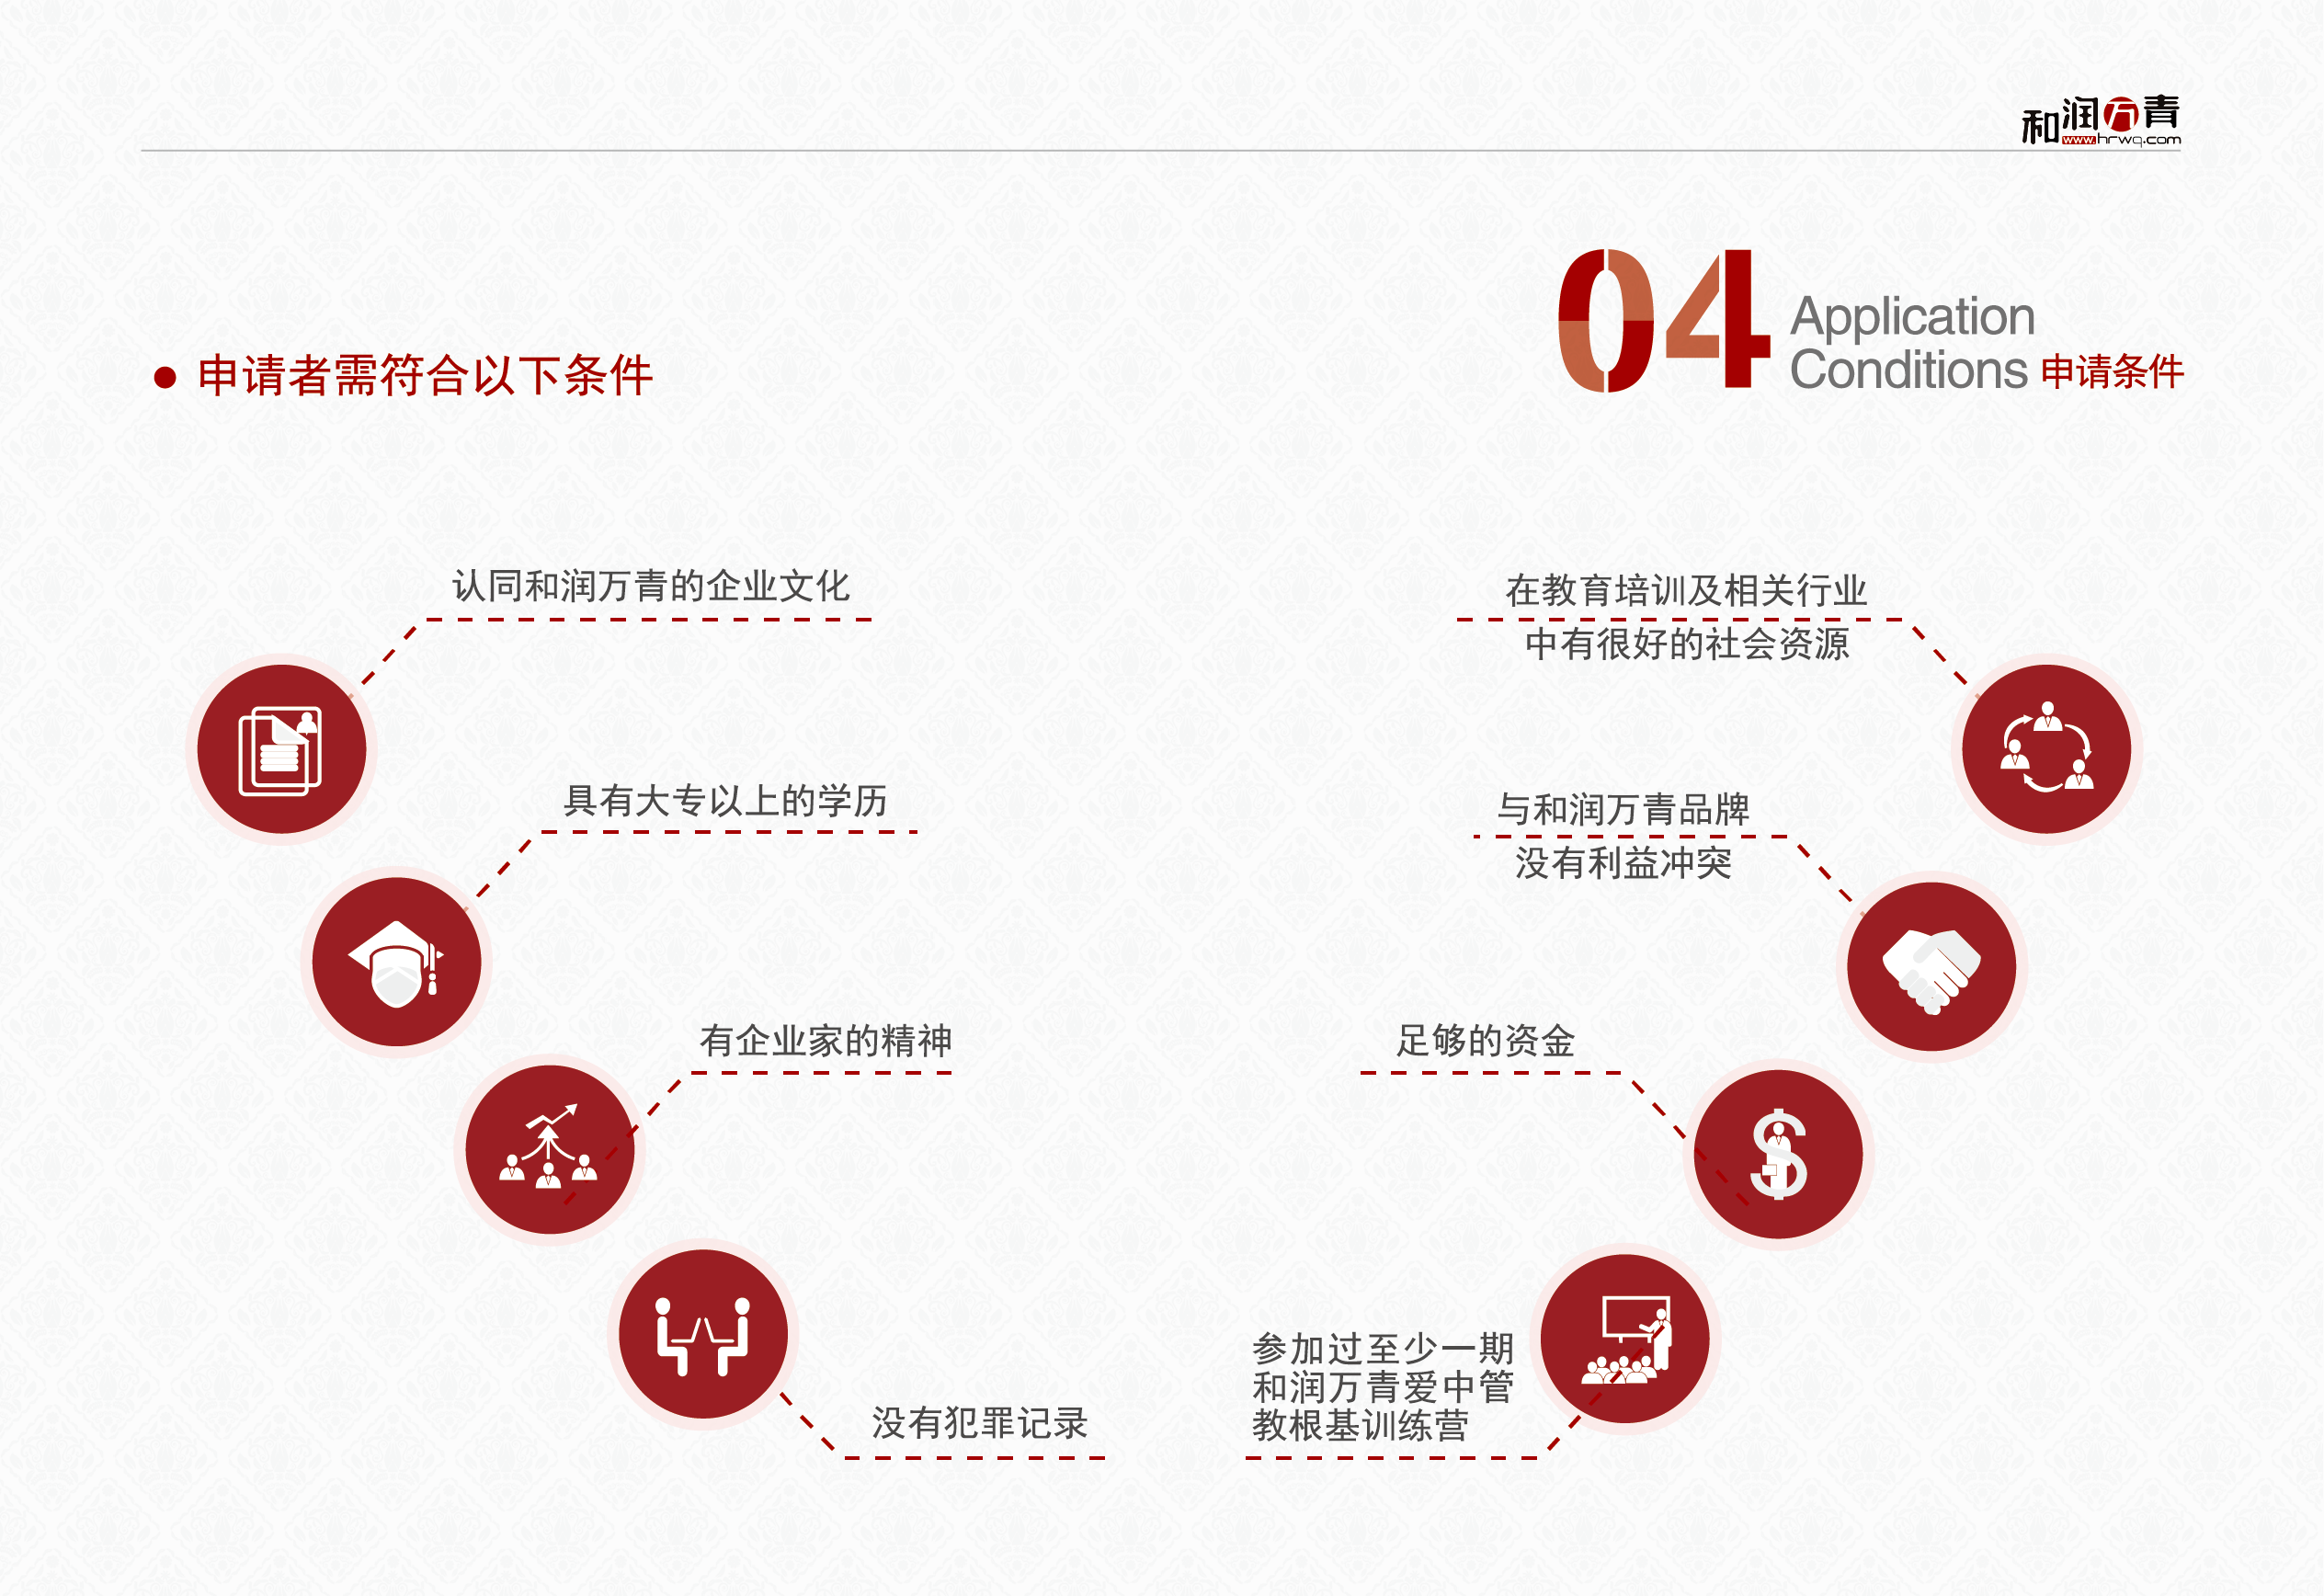 和润万青
www.hrwq.com
04
Application
Conditions 申请条件
申请者需符合以下条件
认同和润万青的企业文化
具有大专以上的学历
有企业家的精神
没有犯罪记录
在教育培训及相关行业
中有很好的社会资源
与和润万青品牌
没有利益冲突
足够的资金
参加过至少一期
和润万青爱中管
教根基训练营